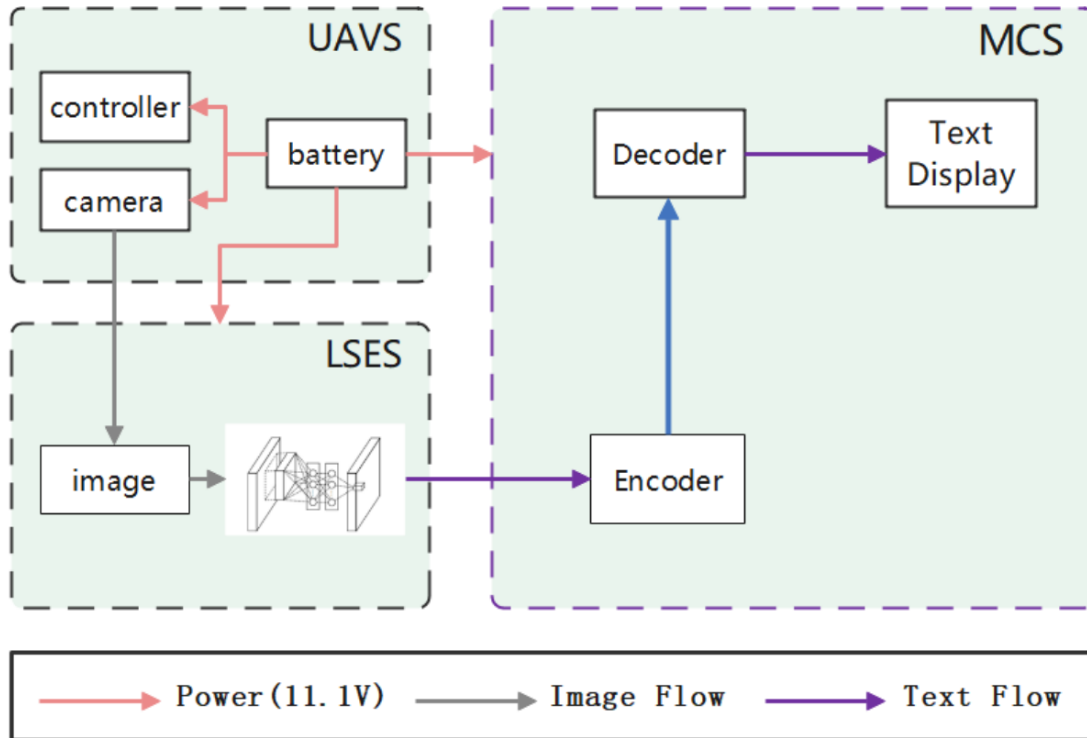 UAVS
controller
battery
camera
MCS
Decoder
Text
Display
LSES
image
Encoder
Power(11.1V)
Image Flow
Text Flow